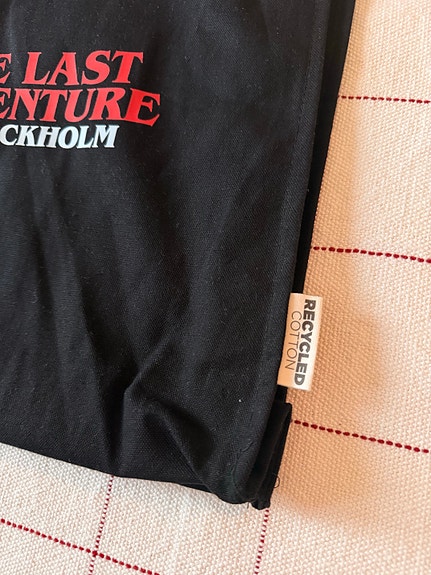 E LAST
ENTURE
CKHOLM
RECYCLED
COTTON